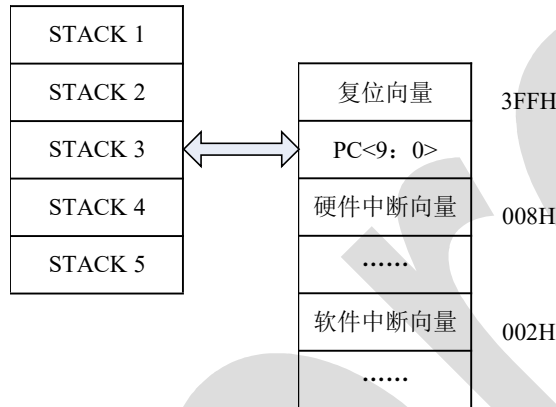 STACK 1
STACK 2
STACK 3
STACK 4
STACK 5
复位向量
3FFH
PC<9：0>
硬件中断向量
008H
……
软件中断向量
002H
……